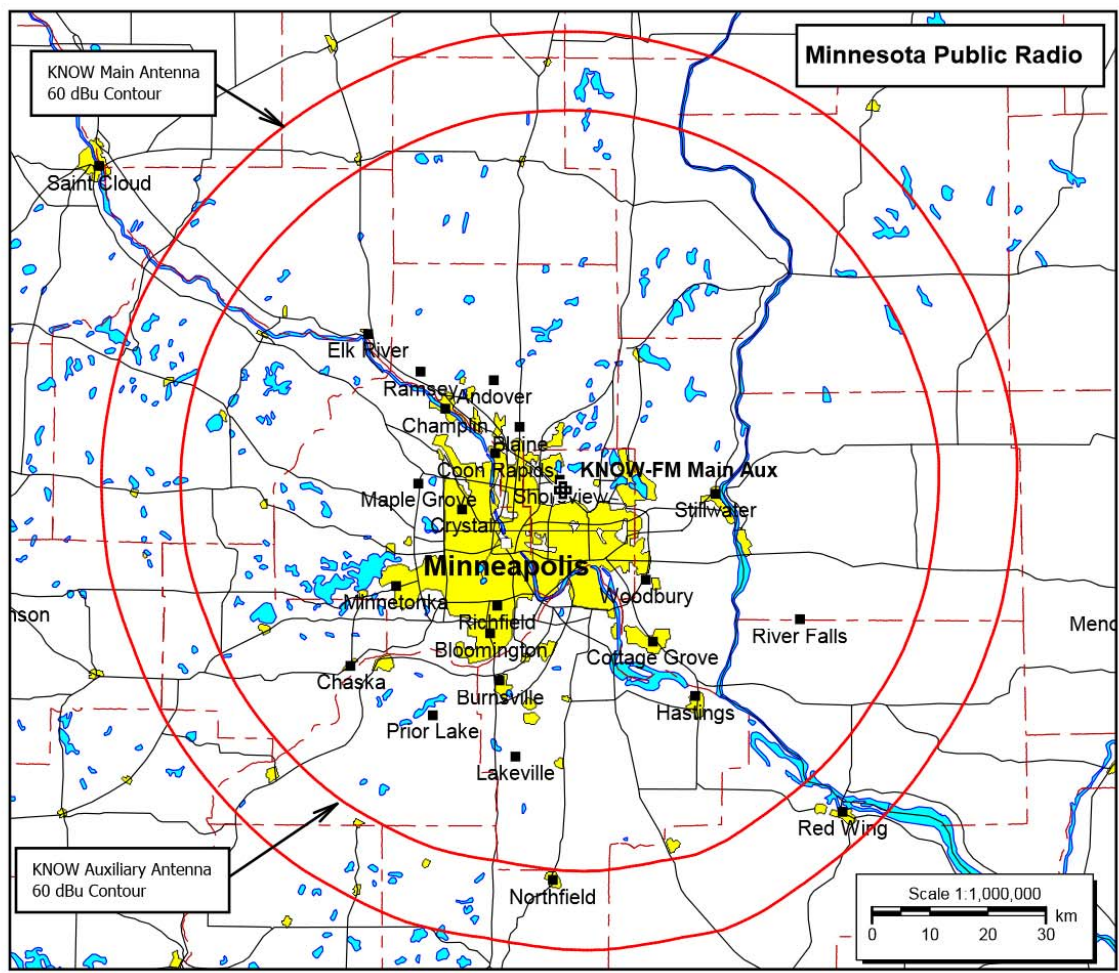 KNOW Main Antenna
60 dBu Contour
Minnesota Public Radio
Saint Cloud
Elk River
Ramsey
Andover
Champlin
Blaine
Coon Rapids
KNOW-FM Main Aux
Maple Grove
Shoreview
Stillwater
Crystal
Minneapolis
Minnetonka
Woodbury
nson
Richfield
River Falls
Meno
Bloomington
Cottage Grove
Chaska
Burnsville
Hastings
Prior Lake
Lakeville
Red Wing
KNOW Auxiliary Antenna
60 dBu Contour
Northfield
Scale 1:1,000,000
km
0 10 20 30